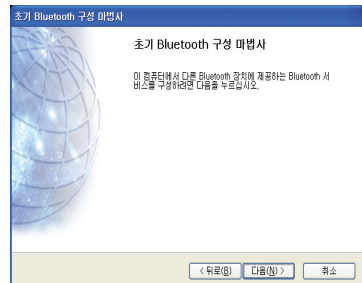 초기 Bluetooth 구성 마법사
초기 Bluetooth 구성 마법사
이 컴퓨터에서 다른 Bluetooth 장치에 제공하는 Bluetooth 서
비스를 구성하려면 다음을 누르십시오.
< 뒤로(B) 다음(N) > 취소